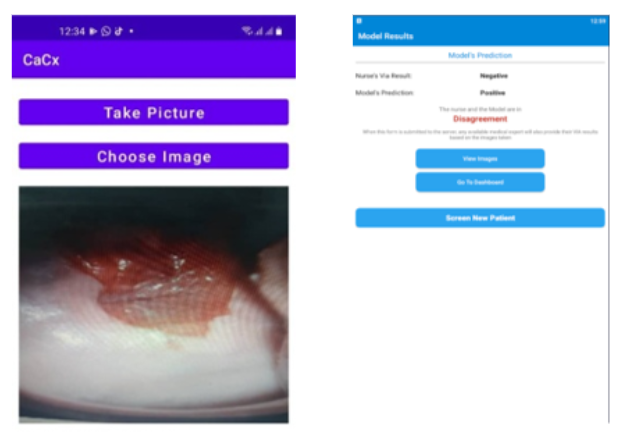 12:34
CaCx
Take Picture
Choose Image
12:59
Model Results
Model's Prediction
Nurse's Via Result: Negative
Model's Prediction: Positive
The nurse and the Model are in
Disagreement
When this form is submitted to the server, any available medical expert will also provide their VIA results
based on the images taken
View Images
Go To Dashboard
Screen New Patient